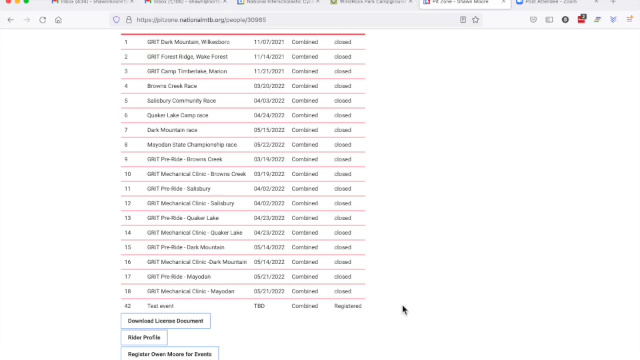 Inbox (438) - shawnmoore
Inbox (1,780) - shawn@torc
National Interscholastic Cyc
WillowBrook Park Campground
Pit Zone - Shawn Moore
Post Attendee - Zoom
https://pitzone.nationalmtb.org/people/30985
1 GRiT Dark Mountain, Wilkesboro 11/07/2021 Combined closed
2 GRiT Forest Ridge, Wake Forest 11/14/2021 Combined closed
3 GRiT Camp Timberlake, Marion 11/21/2021 Combined closed
4 Browns Creek Race 03/20/2022 Combined closed
5 Salisbury Community Race 04/03/2022 Combined closed
6 Quaker Lake Camp race 04/24/2022 Combined closed
7 Dark Mountain race 05/15/2022 Combined closed
8 Mayodan State Championship race 05/22/2022 Combined closed
9 GRiT Pre-Ride - Browns Creek 03/19/2022 Combined closed
10 GRiT Mechanical Clinic - Browns Creek 03/19/2022 Combined closed
11 GRiT Pre-Ride - Salisbury 04/02/2022 Combined closed
12 GRiT Mechanical Clinic - Salisbury 04/02/2022 Combined closed
13 GRiT Pre-Ride - Quaker Lake 04/23/2022 Combined closed
14 GRiT Mechanical Clinic - Quaker Lake 04/23/2022 Combined closed
15 GRiT Pre-Ride - Dark Mountain 05/14/2022 Combined closed
16 GRiT Mechanical Clinic -Dark Mountain 05/14/2022 Combined closed
17 GRiT Pre-Ride - Mayodan 05/21/2022 Combined closed
18 GRiT Mechanical Clinic - Mayodan 05/21/2022 Combined closed
42 Test event TBD Combined Registered
Download License Document
Rider Profile
Register Owen Moore for Events